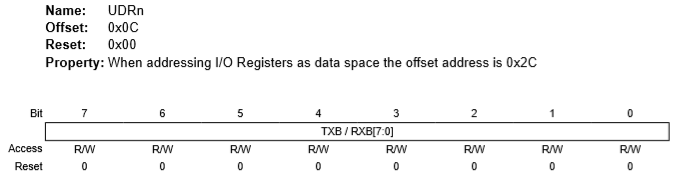 Name: UDRn
Offset: 0x0C
Reset: 0x00
Property: When addressing I/O Registers as data space the offset address is 0x2C
Bit 7 6 5 4 3 2 1 0
TXB / RXB[7:0]
Access R/W R/W R/W R/W R/W R/W R/W R/W
Reset 0 0 0 0 0 0 0 0